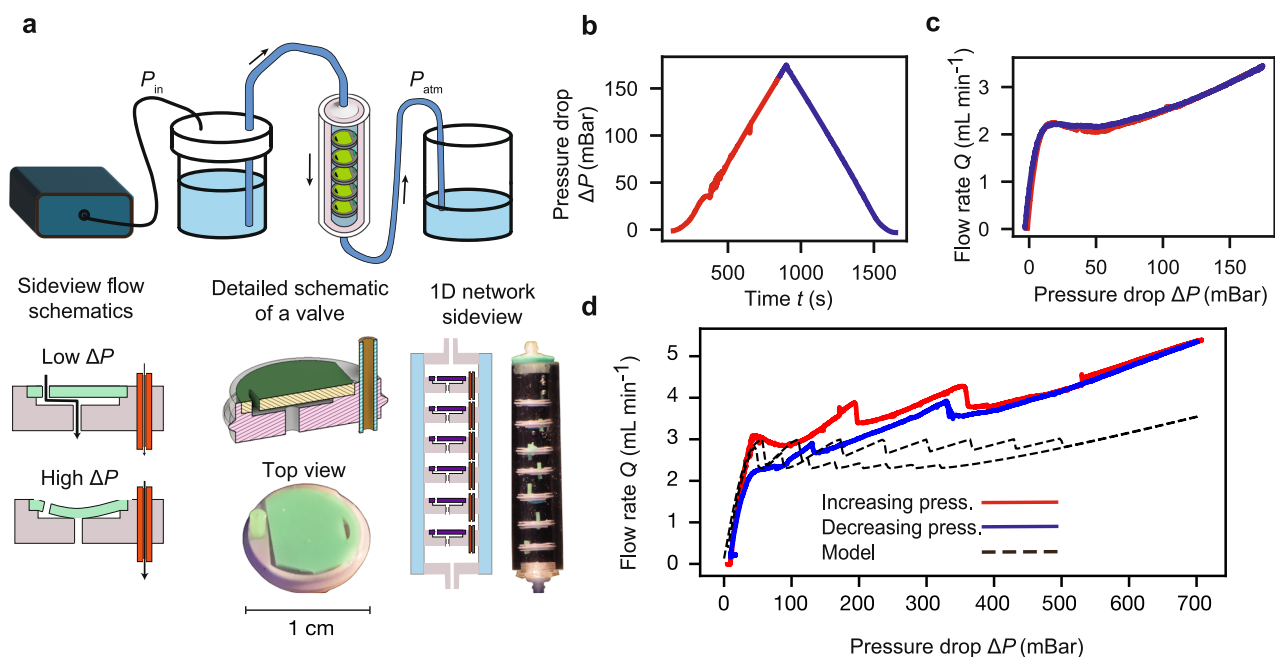 a
P_in
P_atm
Sideview flow
schematics
Low ΔP
High ΔP
Detailed schematic
of a valve
Top view
1 cm
1D network
sideview
b
Pressure drop
ΔP (mBar)
150
100
50
0
500
1000
1500
Time t (s)
c
Flow rate Q (mL min⁻¹)
3
2
1
0
0
50
100
150
Pressure drop ΔP (mBar)
d
Flow rate Q (mL min⁻¹)
5
4
3
2
1
0
Increasing press.
Decreasing press.
Model
0
100
200
300
400
500
600
700
Pressure drop ΔP (mBar)